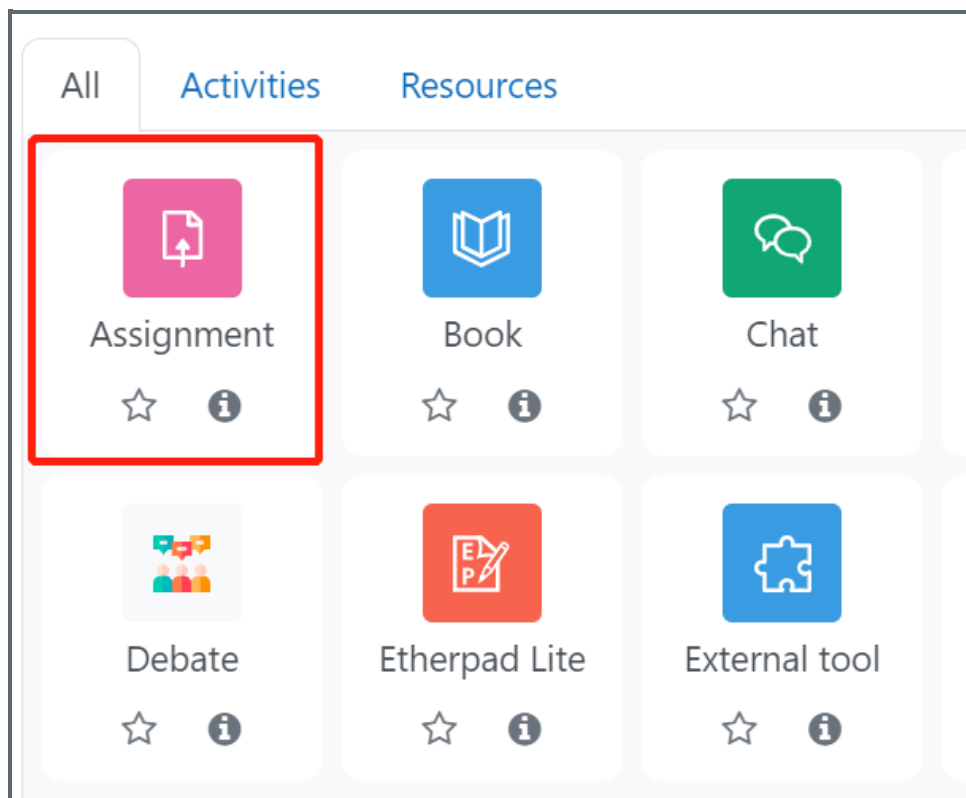 All Activities Resources
Assignment Book Chat
E
P
Debate Etherpad Lite External tool